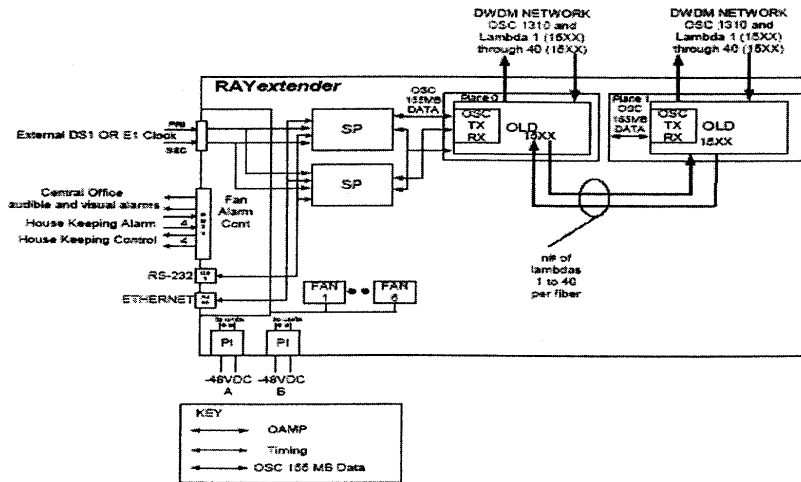 DWDM NETWORK
OSC 1310 and
Lambda 1 (15XX)
through 40 (15XX)
DWDM NETWORK
OSC 1310 and
Lambda 1 (15XX)
through 40 (15XX)
RAYextender
OSC
155MB
DATA
Plane 0
OSC
TX
RX
OLD
15XX
Plane 1
OSC
155MB
DATA
OSC
TX
RX
OLD
15XX
PRI
External DS1 OR E1 Clock
SEC
SP
SP
Central Office
audible and visual alarms
House Keeping Alarm
4
House Keeping Control
4
Fan
Alarm
Cont
RS-232
ETHERNET
FAN
1
FAN
6
n# of
lambdas
1 to 40
per fiber
PI
PI
-48VDC
A
-48VDC
B
KEY
OAMP
Timing
OSC 155 MB Data